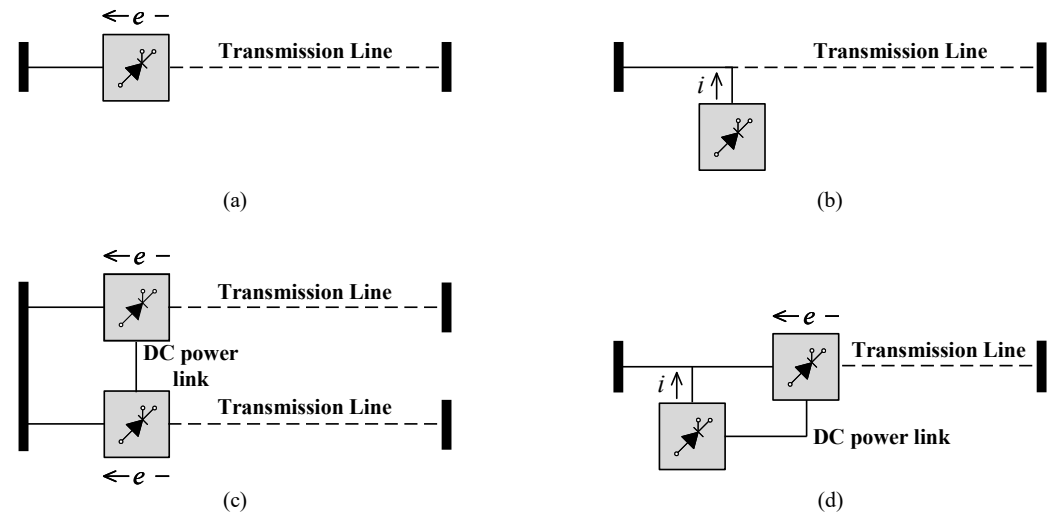 e
Transmission Line
(a)
Transmission Line
i
(b)
e
Transmission Line
DC power
link
Transmission Line
e
(c)
e
Transmission Line
i
DC power link
(d)